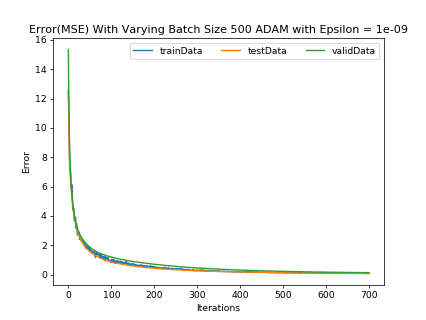 Error(MSE) With Varying Batch Size 500 ADAM with Epsilon = 1e-09
trainData testData validData
16
14
12
10
8
6
4
2
0
Error
0 100 200 300 400 500 600 700
Iterations